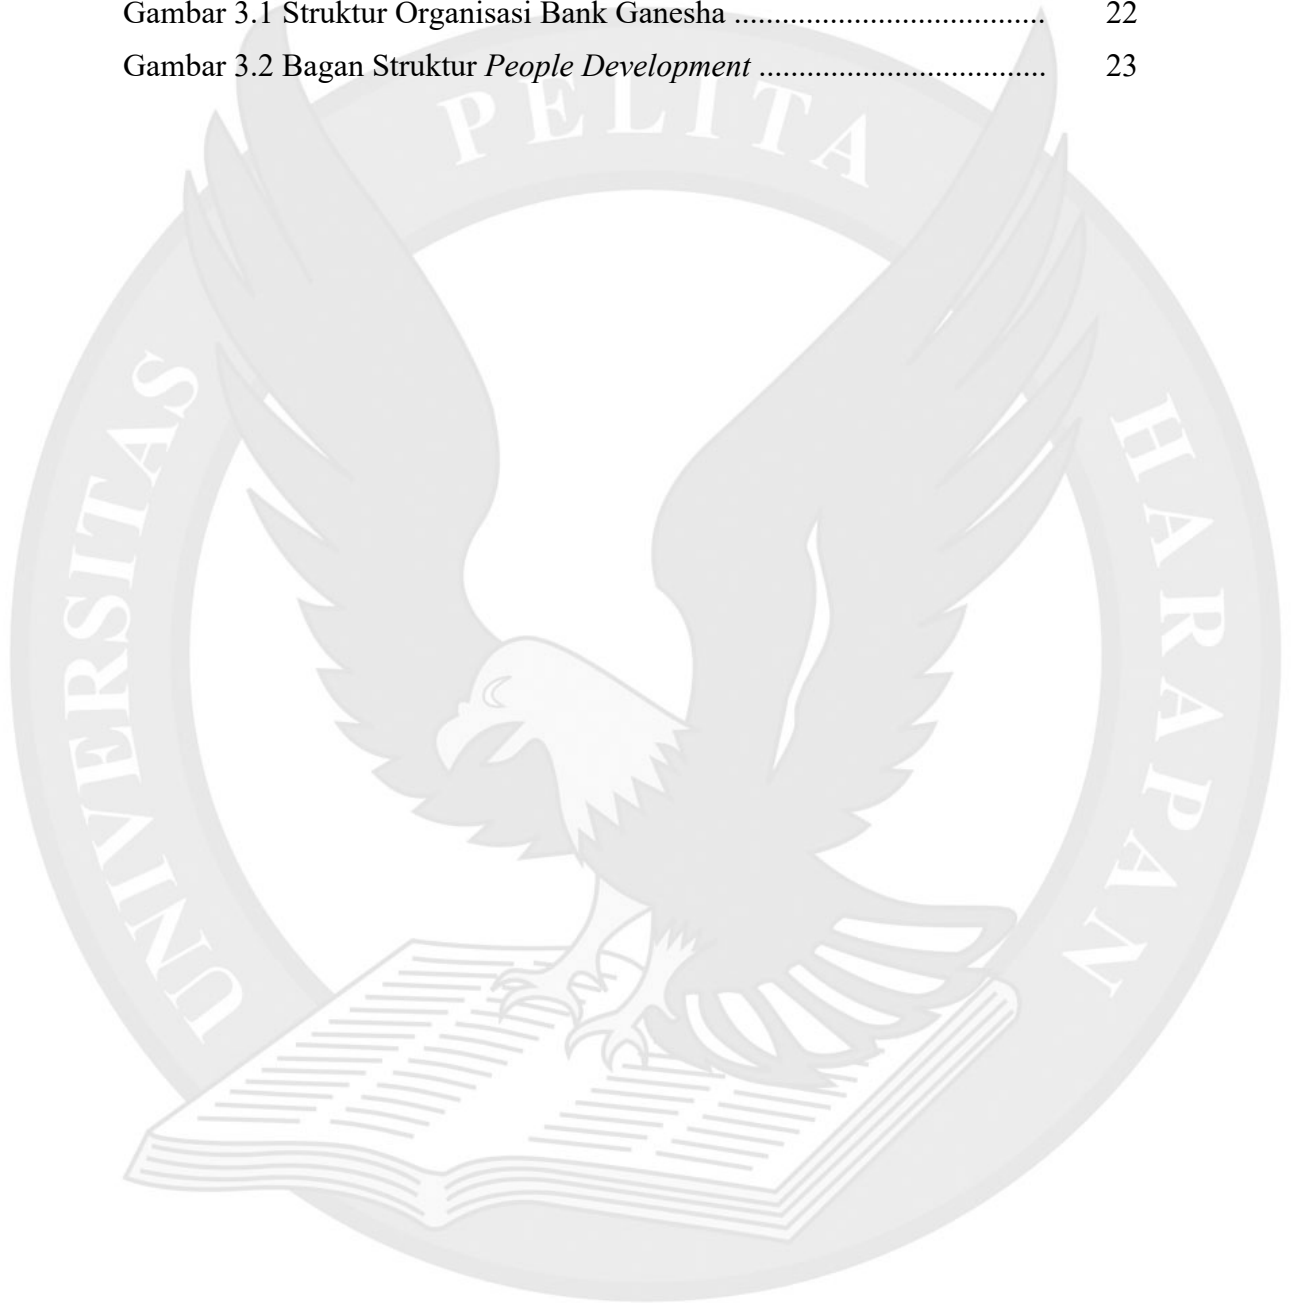 Gambar 3.1 Struktur Organisasi Bank Ganesha ....................................... 22
Gambar 3.2 Bagan Struktur People Development .................................... 23
UNIVERSITAS PELITA HARAPAN